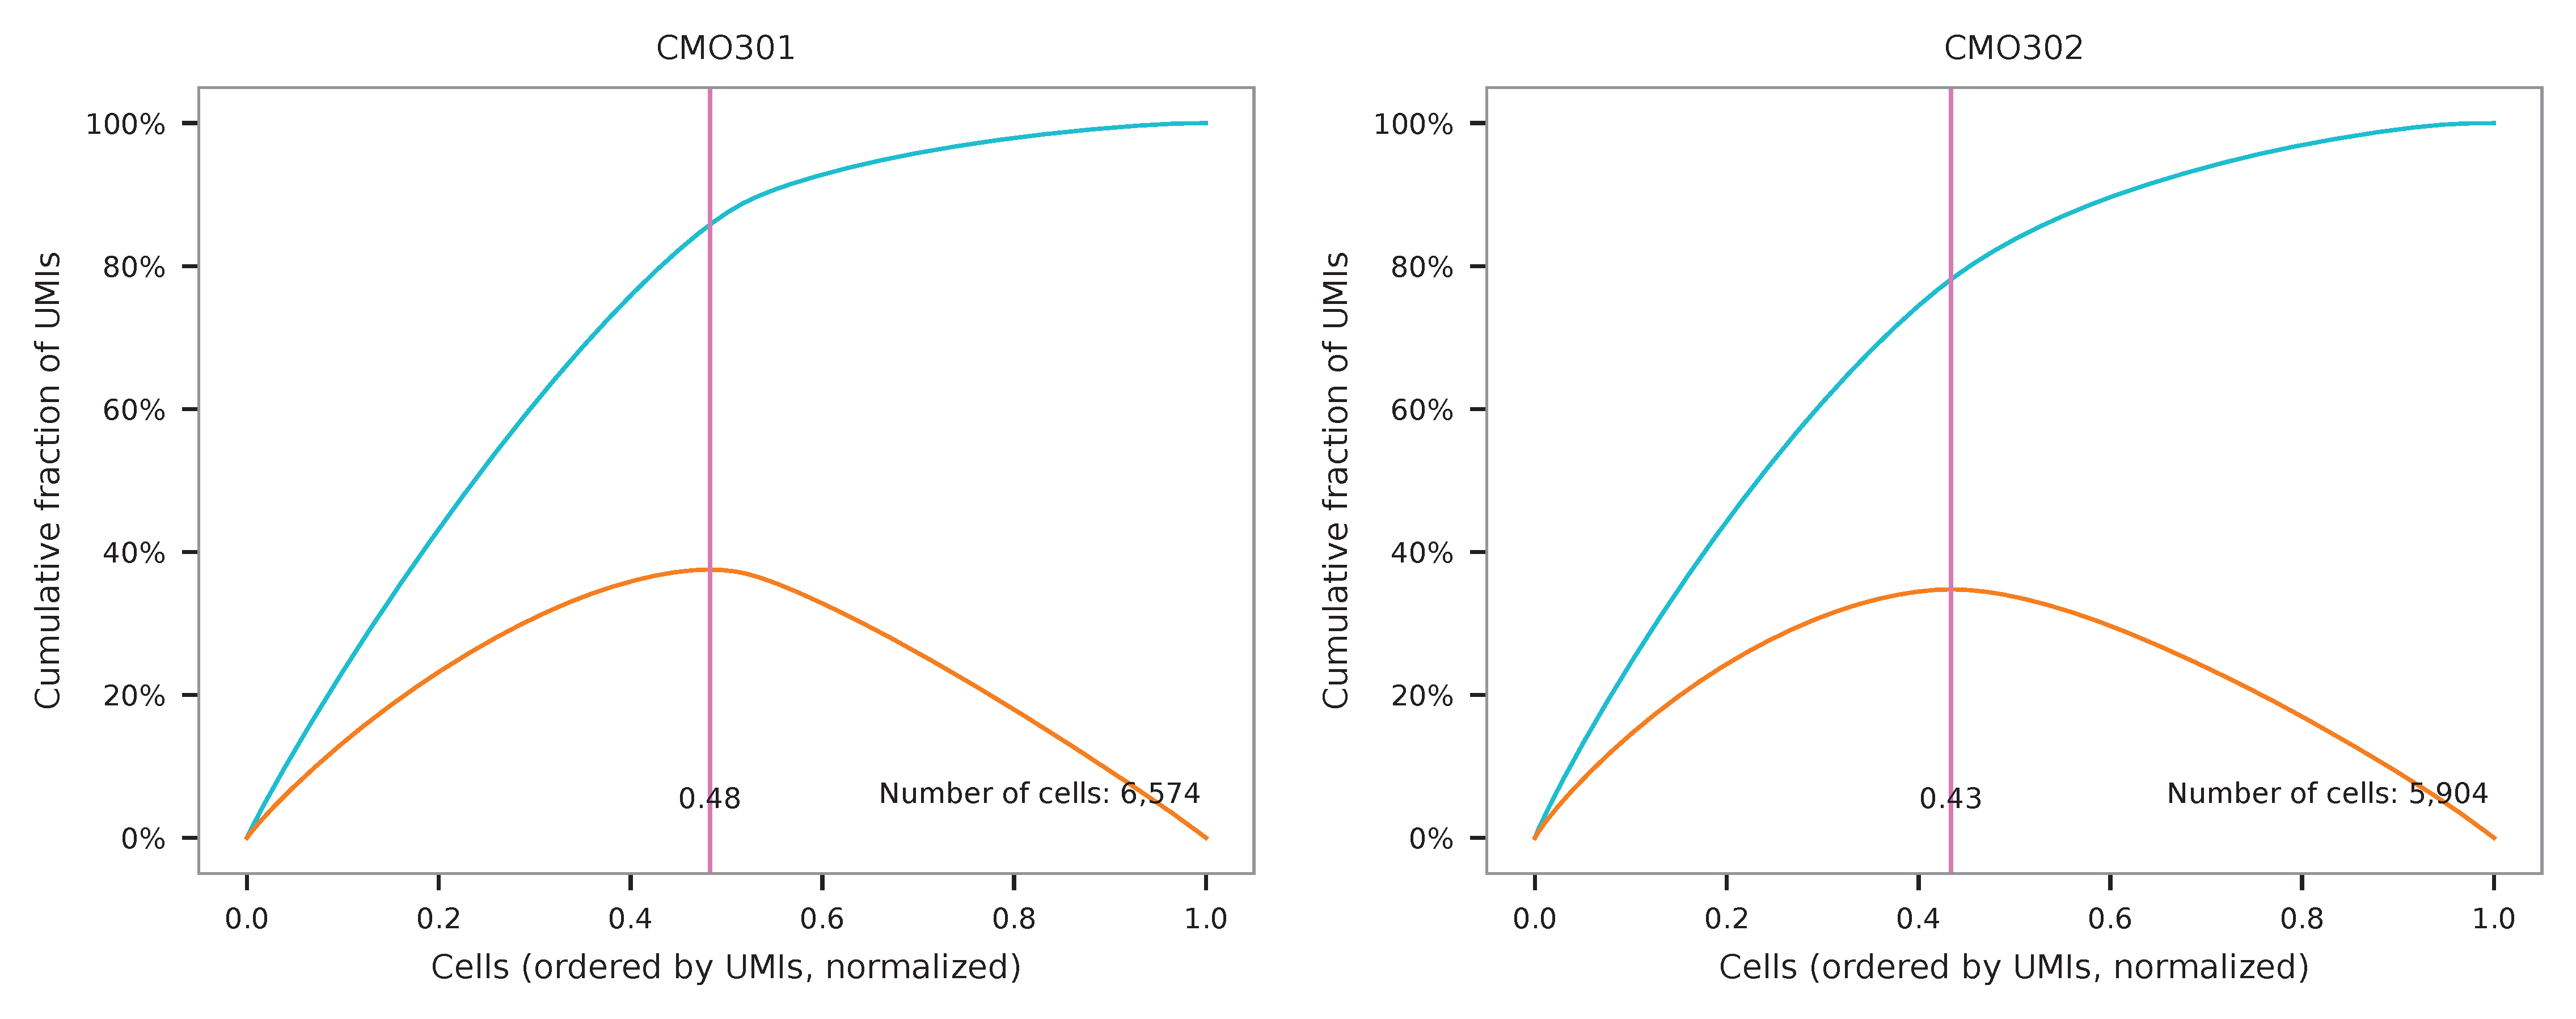 CMO301
Cumulative fraction of UMIs
100%
80%
60%
40%
20%
0%
0.48
Number of cells: 6,574
0.0 0.2 0.4 0.6 0.8 1.0
Cells (ordered by UMIs, normalized)
CMO302
Cumulative fraction of UMIs
100%
80%
60%
40%
20%
0%
0.43
Number of cells: 5,904
0.0 0.2 0.4 0.6 0.8 1.0
Cells (ordered by UMIs, normalized)